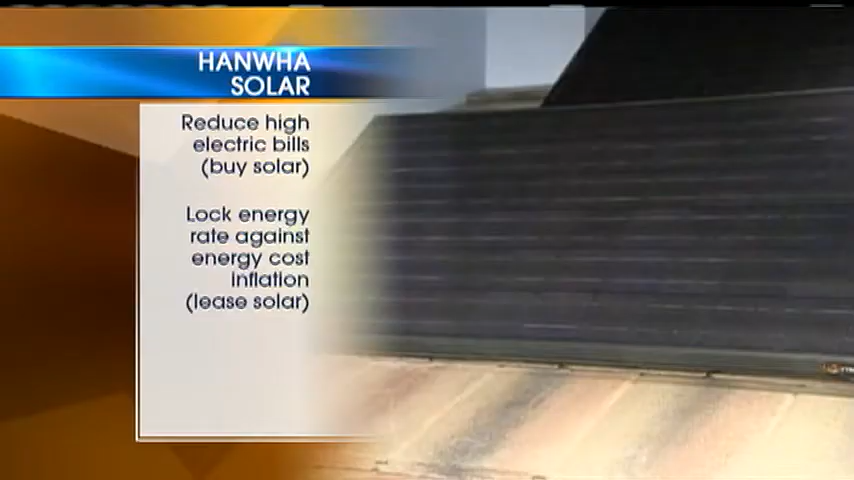 HANWHA
SOLAR
Reduce high
electric bills
(buy solar)
Lock energy
rate against
energy cost
inflation
(lease solar)